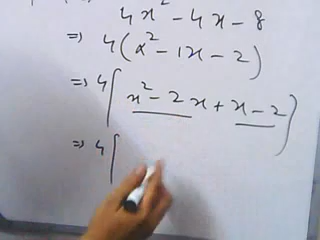 4x² - 4x - 8
⇒ 4(x² - 1x - 2)
⇒ 4[x² - 2x + x - 2}
⇒ 4[